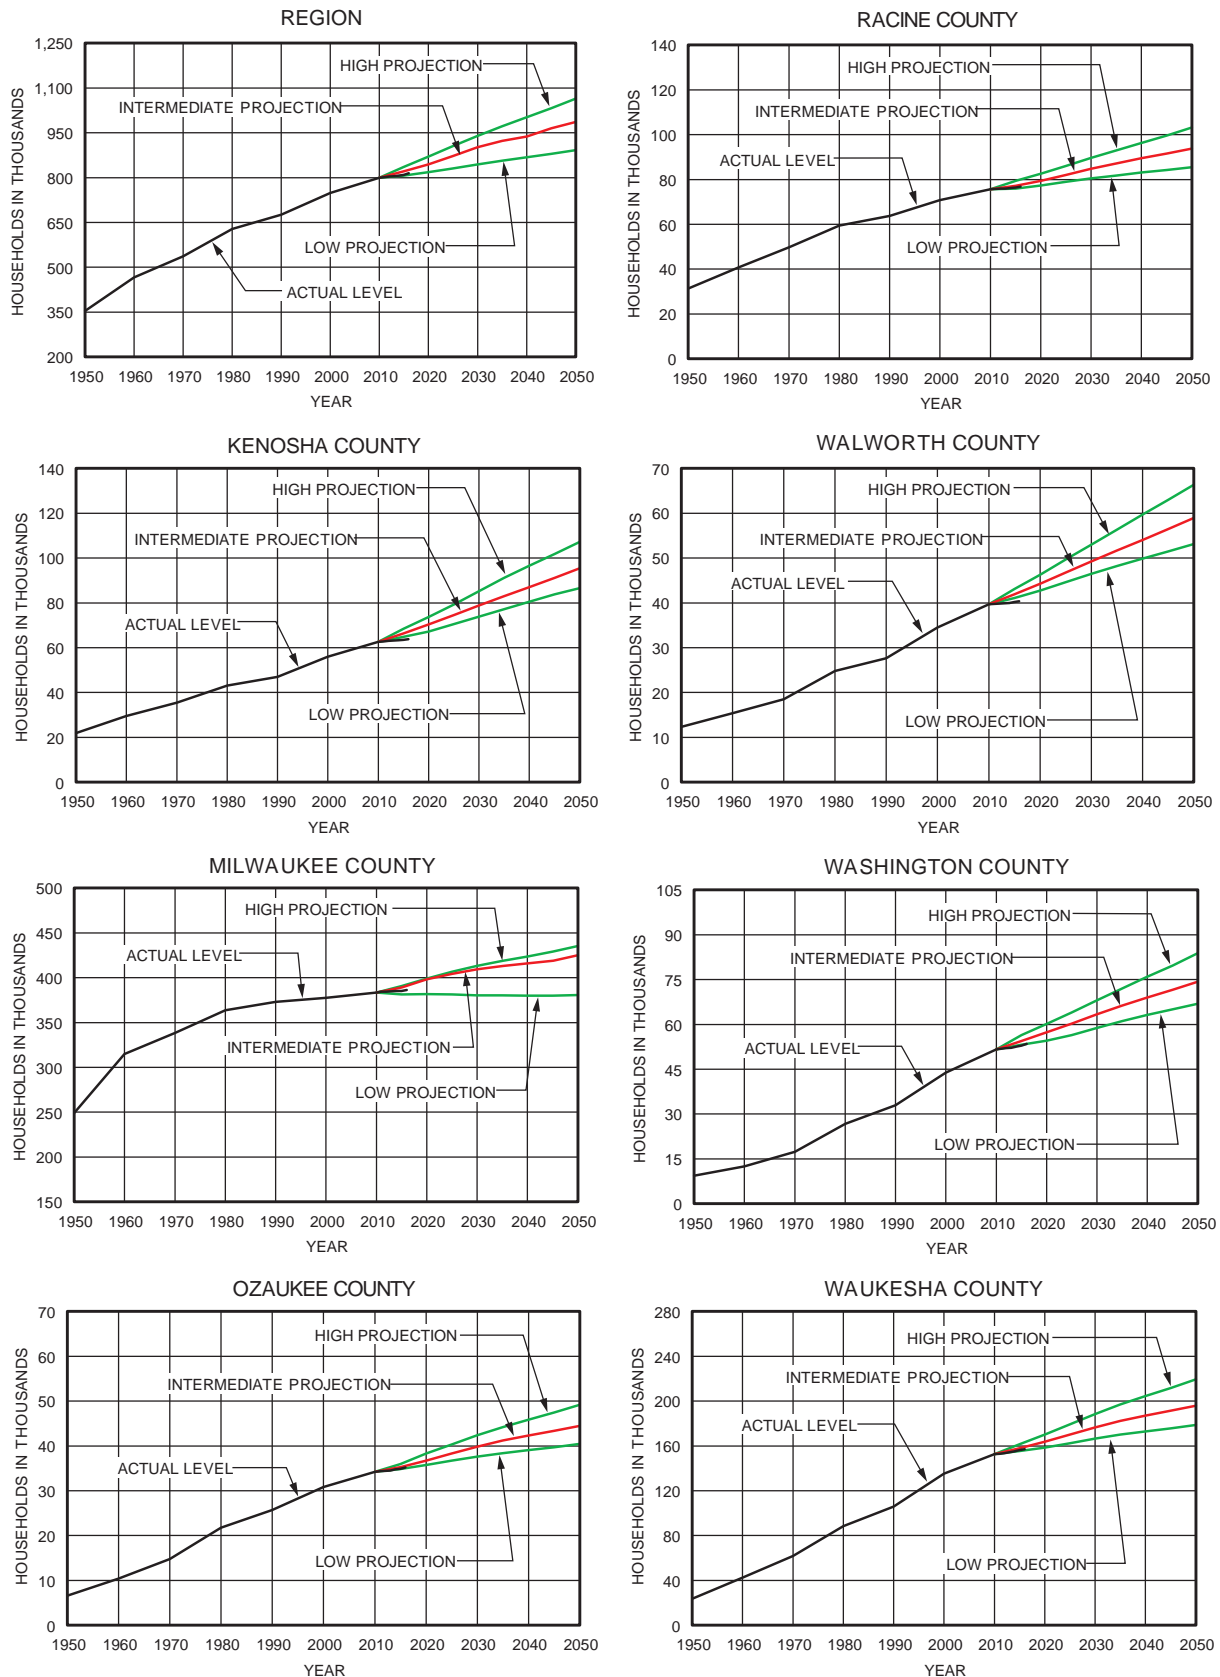 REGION
HOUSEHOLDS IN THOUSANDS
1,250
1,100
950
800
650
500
350
200
HIGH PROJECTION
INTERMEDIATE PROJECTION
LOW PROJECTION
ACTUAL LEVEL
1950 1960 1970 1980 1990 2000 2010 2020 2030 2040 2050
YEAR
RACINE COUNTY
HOUSEHOLDS IN THOUSANDS
140
120
100
80
60
40
20
0
HIGH PROJECTION
INTERMEDIATE PROJECTION
ACTUAL LEVEL
LOW PROJECTION
1950 1960 1970 1980 1990 2000 2010 2020 2030 2040 2050
YEAR
KENOSHA COUNTY
HOUSEHOLDS IN THOUSANDS
140
120
100
80
60
40
20
0
HIGH PROJECTION
INTERMEDIATE PROJECTION
ACTUAL LEVEL
LOW PROJECTION
1950 1960 1970 1980 1990 2000 2010 2020 2030 2040 2050
YEAR
WALWORTH COUNTY
HOUSEHOLDS IN THOUSANDS
70
60
50
40
30
20
10
0
HIGH PROJECTION
INTERMEDIATE PROJECTION
ACTUAL LEVEL
LOW PROJECTION
1950 1960 1970 1980 1990 2000 2010 2020 2030 2040 2050
YEAR
MILWAUKEE COUNTY
HOUSEHOLDS IN THOUSANDS
500
450
400
350
300
250
200
150
HIGH PROJECTION
ACTUAL LEVEL
INTERMEDIATE PROJECTION
LOW PROJECTION
1950 1960 1970 1980 1990 2000 2010 2020 2030 2040 2050
YEAR
WASHINGTON COUNTY
HOUSEHOLDS IN THOUSANDS
105
90
75
60
45
30
15
0
HIGH PROJECTION
INTERMEDIATE PROJECTION
ACTUAL LEVEL
LOW PROJECTION
1950 1960 1970 1980 1990 2000 2010 2020 2030 2040 2050
YEAR
OZAUKEE COUNTY
HOUSEHOLDS IN THOUSANDS
70
60
50
40
30
20
10
0
HIGH PROJECTION
INTERMEDIATE PROJECTION
ACTUAL LEVEL
LOW PROJECTION
1950 1960 1970 1980 1990 2000 2010 2020 2030 2040 2050
YEAR
WAUKESHA COUNTY
HOUSEHOLDS IN THOUSANDS
280
240
200
160
120
80
40
0
HIGH PROJECTION
INTERMEDIATE PROJECTION
ACTUAL LEVEL
LOW PROJECTION
1950 1960 1970 1980 1990 2000 2010 2020 2030 2040 2050
YEAR